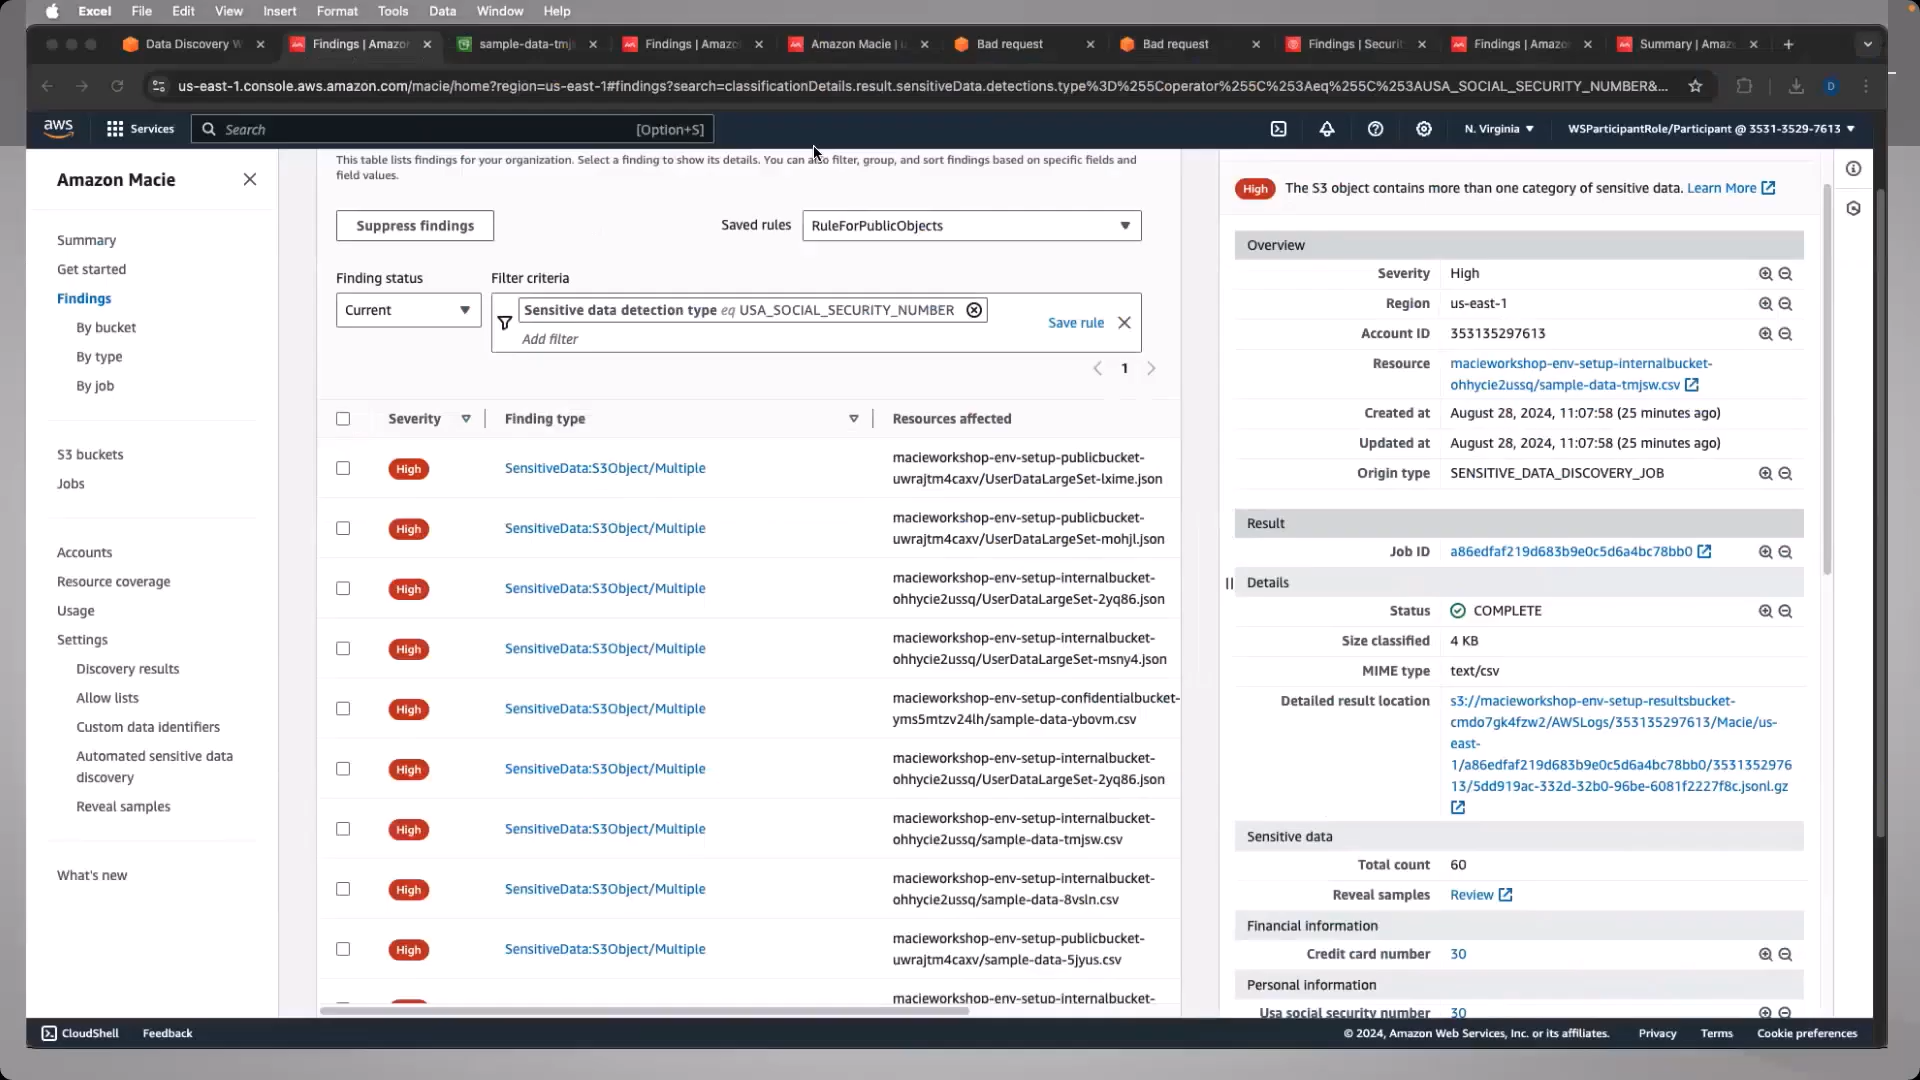 Excel File Edit View Insert Format Tools Data Window Help
Data Discovery W
Findings | Amazo
sample-data-tmj
Findings | Amaz
Amazon Macie |
Bad request
Bad request
Findings | Securit
Findings | Amazo
Summary | Amaz
us-east-1.console.aws.amazon.com/macie/home?region=us-east-1#findings?search=classificationDetails.result.sensitiveData.detections.type%3D%255Coperator%255C%253Aeq%255C%253AUSA_SOCIAL_SECURITY_NUMBER&...
D
aws
Services
Search [Option+S]
N. Virginia
WSParticipantRole/Participant @ 3531-3529-7613
Amazon Macie
Summary
Get started
Findings
By bucket
By type
By job
S3 buckets
Jobs
Accounts
Resource coverage
Usage
Settings
Discovery results
Allow lists
Custom data identifiers
Automated sensitive data
discovery
Reveal samples
What's new
This table lists findings for your organization. Select a finding to show its details. You can also filter, group, and sort findings based on specific fields and
field values.
Suppress findings
Saved rules RuleForPublicObjects
Finding status Filter criteria
Current
Sensitive data detection type eq USA_SOCIAL_SECURITY_NUMBER
Add filter
Save rule
1
Severity Finding type Resources affected
High SensitiveData:S3Object/Multiple macieworkshop-env-setup-publicbucket-
uwrajtm4caxv/UserDataLargeSet-lxime.json
High SensitiveData:S3Object/Multiple macieworkshop-env-setup-publicbucket-
uwrajtm4caxv/UserDataLargeSet-mohjl.json
High SensitiveData:S3Object/Multiple macieworkshop-env-setup-internalbucket-
ohhycie2ussq/UserDataLargeSet-2yq86.json
High SensitiveData:S3Object/Multiple macieworkshop-env-setup-internalbucket-
ohhycie2ussq/UserDataLargeSet-msny4.json
High SensitiveData:S3Object/Multiple macieworkshop-env-setup-confidentialbucket-
yms5mtzv24lh/sample-data-ybovm.csv
High SensitiveData:S3Object/Multiple macieworkshop-env-setup-internalbucket-
ohhycie2ussq/UserDataLargeSet-2yq86.json
High SensitiveData:S3Object/Multiple macieworkshop-env-setup-internalbucket-
ohhycie2ussq/sample-data-tmjsw.csv
High SensitiveData:S3Object/Multiple macieworkshop-env-setup-internalbucket-
ohhycie2ussq/sample-data-8vsln.csv
High SensitiveData:S3Object/Multiple macieworkshop-env-setup-publicbucket-
uwrajtm4caxv/sample-data-5jyus.csv
macieworkshop-env-setup-internalbucket-
High The S3 object contains more than one category of sensitive data. Learn More
Overview
Severity High
Region us-east-1
Account ID 353135297613
Resource macieworkshop-env-setup-internalbucket-
ohhycie2ussq/sample-data-tmjsw.csv
Created at August 28, 2024, 11:07:58 (25 minutes ago)
Updated at August 28, 2024, 11:07:58 (25 minutes ago)
Origin type SENSITIVE_DATA_DISCOVERY_JOB
Result
Job ID a86edfaf219d683b9e0c5d6a4bc78bb0
Details
Status COMPLETE
Size classified 4 KB
MIME type text/csv
Detailed result location s3://macieworkshop-env-setup-resultsbucket-
cmdo7gk4fzw2/AWSLogs/353135297613/Macie/us-
east-
1/a86edfaf219d683b9e0c5d6a4bc78bb0/3531352976
13/5dd919ac-332d-32b0-96be-6081f2227f8c.jsonl.gz
Sensitive data
Total count 60
Reveal samples Review
Financial information
Credit card number 30
Personal information
Usa social security number 30
CloudShell Feedback
© 2024, Amazon Web Services, Inc. or its affiliates. Privacy Terms Cookie preferences